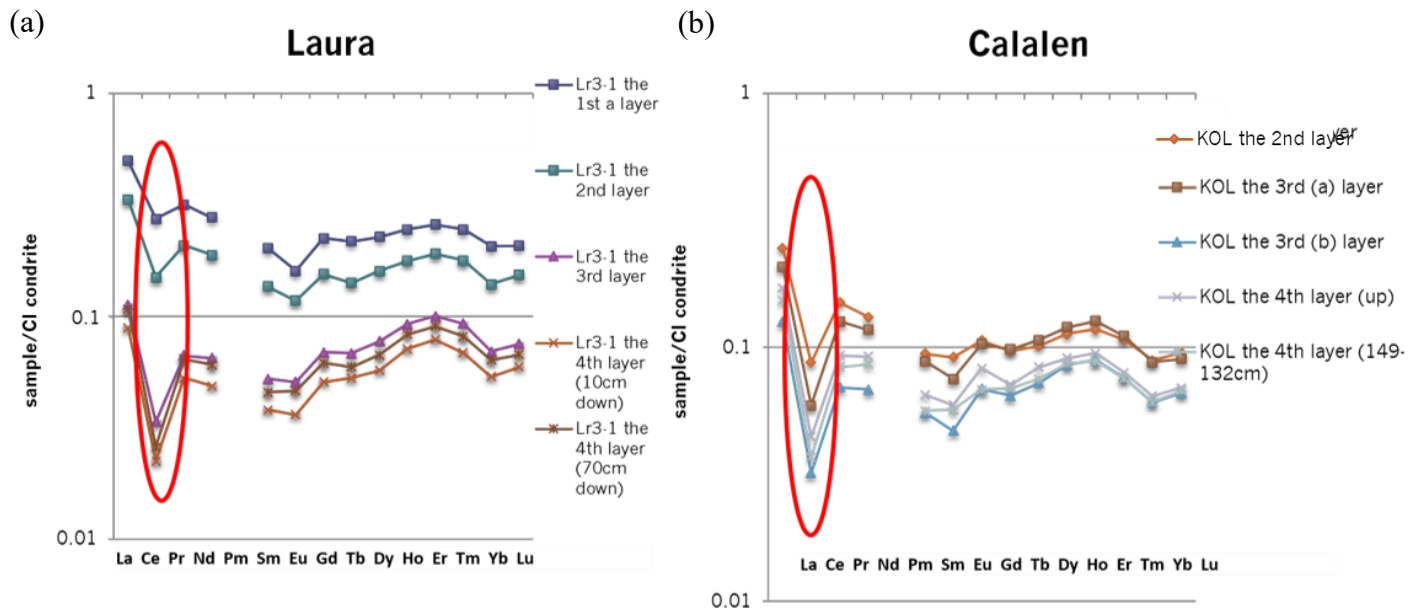 (a)
Laura
1
0.1
0.01
sample/CI condrite
La Ce Pr Nd Pm Sm Eu Gd Tb Dy Ho Er Tm Yb Lu
Lr3-1 the
1st a layer
Lr3-1 the
2nd layer
Lr3-1 the
3rd layer
Lr3-1 the
4th layer
(10cm
down)
Lr3-1 the
4th layer
(70cm
down)
(b)
Calalen
1
0.1
0.01
sample/CI condrite
La Ce Pr Nd Pm Sm Eu Gd Tb Dy Ho Er Tm Yb Lu
KOL the 2nd layer
KOL the 3rd (a) layer
KOL the 3rd (b) layer
KOL the 4th layer (up)
KOL the 4th layer (149-
132cm)